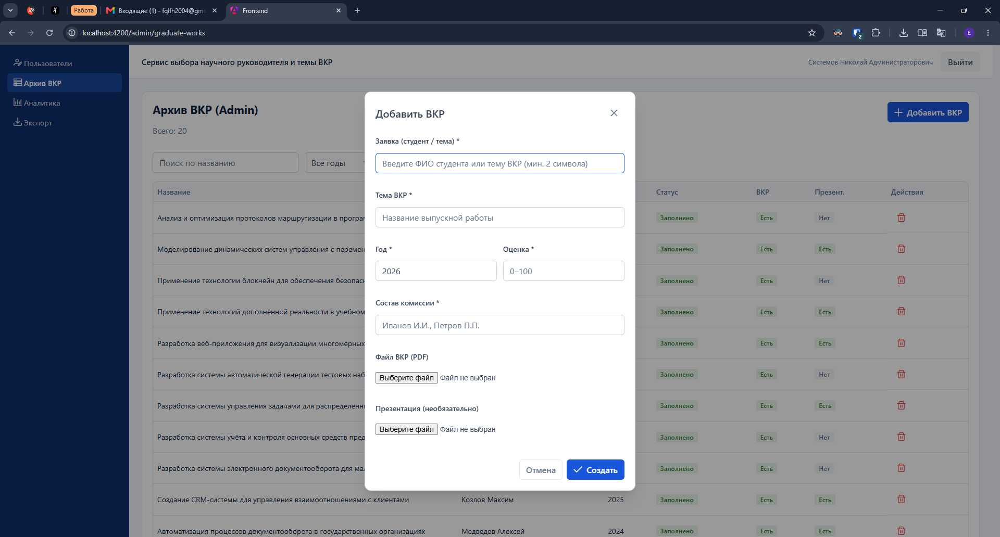 Работа
Входящие (1) - fqlfh2004@gma
Frontend
localhost:4200/admin/graduate-works
2
E
Пользователи
Архив ВКР
Аналитика
Экспорт
Сервис выбора научного руководителя и темы ВКР
Системов Николай Администраторович
Выйти
Архив ВКР (Admin)
Всего: 20
Добавить ВКР
Поиск по названию
Все годы
Название
Статус
ВКР
Презент.
Действия
Анализ и оптимизация протоколов маршрутизации в програм
Заполнено
Есть
Нет
Моделирование динамических систем управления с перемен
Заполнено
Есть
Есть
Применение технологии блокчейн для обеспечения безопасн
Заполнено
Есть
Нет
Применение технологий дополненной реальности в учебном
Заполнено
Есть
Есть
Разработка веб-приложения для визуализации многомерных
Заполнено
Есть
Есть
Разработка системы автоматической генерации тестовых наб
Заполнено
Есть
Нет
Разработка системы управления задачами для распределённ
Заполнено
Есть
Есть
Разработка системы учёта и контроля основных средств пред
Заполнено
Есть
Нет
Разработка системы электронного документооборота для мал
Заполнено
Есть
Нет
Создание CRM-системы для управления взаимоотношениями с клиентами
Козлов Максим
2025
Заполнено
Есть
Есть
Автоматизация процессов документооборота в государственных организациях
Медведев Алексей
2024
Заполнено
Есть
Есть
Добавить ВКР
Заявка (студент / тема) *
Введите ФИО студента или тему ВКР (мин. 2 символа)
Тема ВКР *
Название выпускной работы
Год *
Оценка *
2026
0–100
Состав комиссии *
Иванов И.И., Петров П.П.
Файл ВКР (PDF)
Выберите файл Файл не выбран
Презентация (необязательно)
Выберите файл Файл не выбран
Отмена
Создать